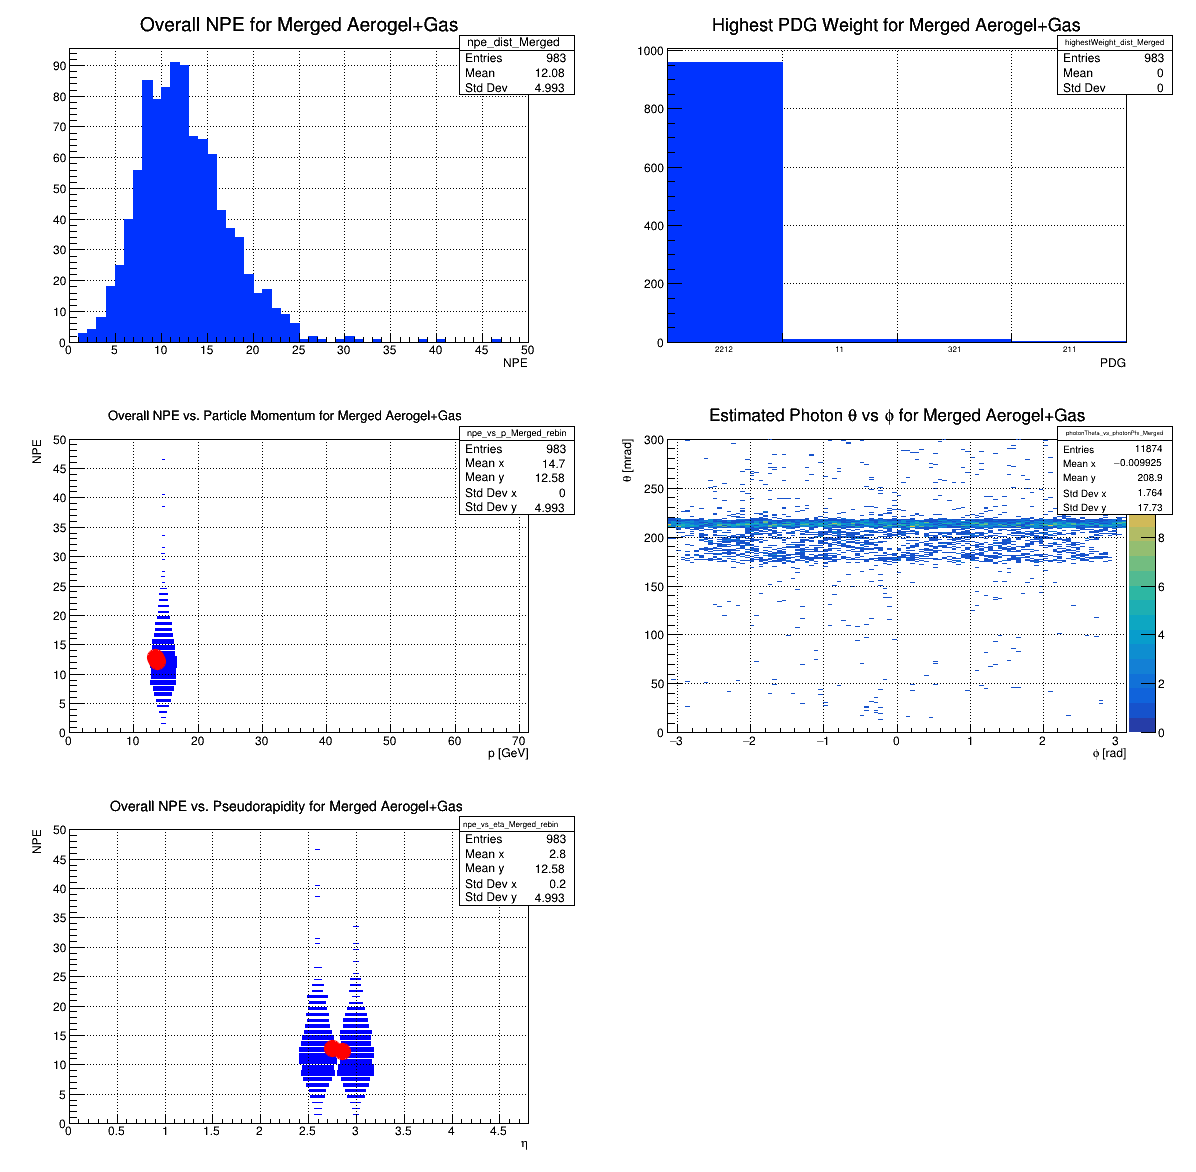 Overall NPE for Merged Aerogel+Gas
npe_dist_Merged
Entries 983
Mean 12.08
Std Dev 4.993
90
80
70
60
50
40
30
20
10
0
0 5 10 15 20 25 30 35 40 45 50
NPE
Highest PDG Weight for Merged Aerogel+Gas
highestWeight_dist_Merged
Entries 983
Mean 0
Std Dev 0
1000
800
600
400
200
0
2212 11 321 211
PDG
Overall NPE vs. Particle Momentum for Merged Aerogel+Gas
npe_vs_p_Merged_rebin
Entries 983
Mean x 14.7
Mean y 12.58
Std Dev x 0
Std Dev y 4.993
NPE
50
45
40
35
30
25
20
15
10
5
0
0 10 20 30 40 50 60 70
p [GeV]
Estimated Photon θ vs ϕ for Merged Aerogel+Gas
photonTheta_vs_photonPhi_Merged
Entries 11874
Mean x −0.009925
Mean y 208.9
Std Dev x 1.764
Std Dev y 17.73
θ [mrad]
300
250
200
150
100
50
0
−3 −2 −1 0 1 2 3
ϕ [rad]
8
6
4
2
0
Overall NPE vs. Pseudorapidity for Merged Aerogel+Gas
npe_vs_eta_Merged_rebin
Entries 983
Mean x 2.8
Mean y 12.58
Std Dev x 0.2
Std Dev y 4.993
NPE
50
45
40
35
30
25
20
15
10
5
0
0 0.5 1 1.5 2 2.5 3 3.5 4 4.5
η